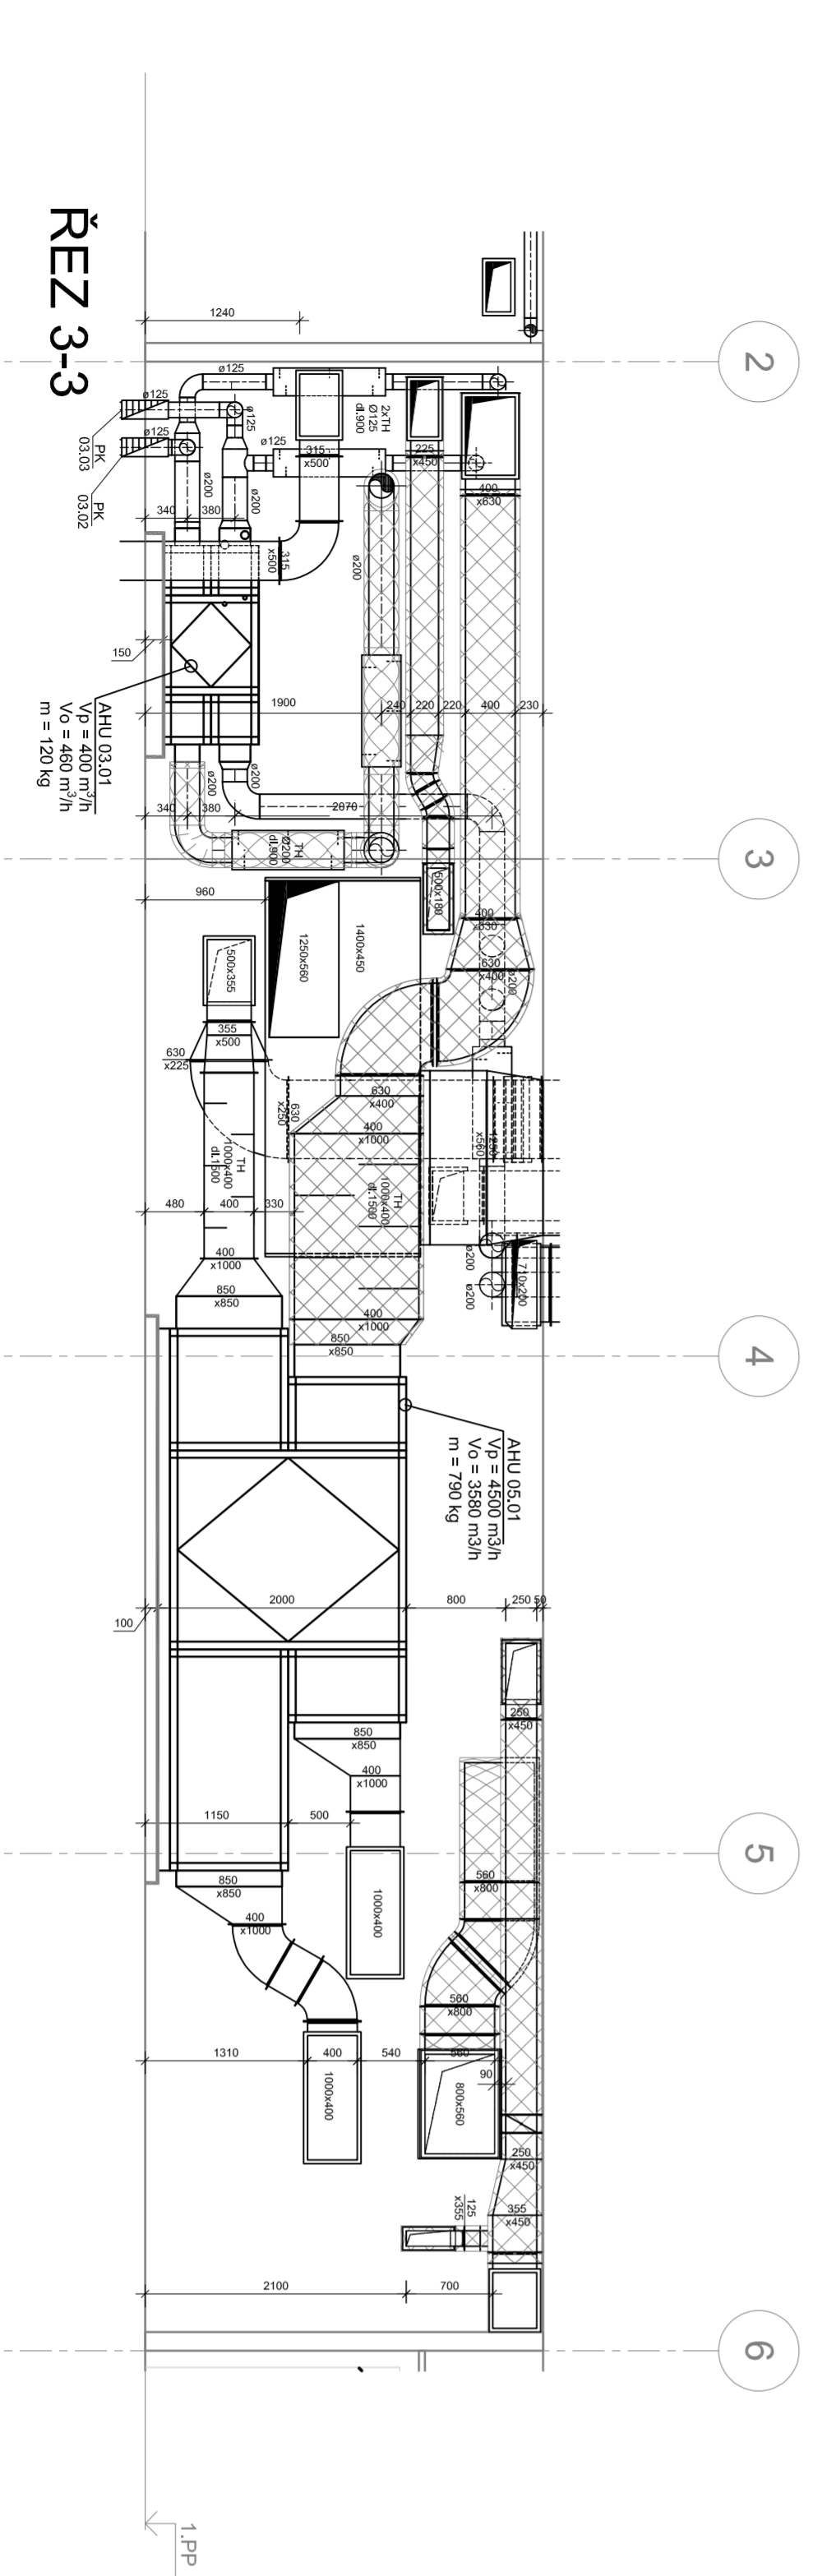 2
3
4
5
6
ŘEZ 3-3
1240
ø125
ø125
PK
03.03
ø125
PK
03.02
ø125
ø125
2xTH
Ø125
dl.900
315
x500
225
x450
400
x630
ø200
ø200
340
380
315
x500
ø200
150
AHU 03.01
Vp = 400 m³/h
Vo = 460 m³/h
m = 120 kg
1900
240
220
220
400
230
ø200
ø200
340
380
2070
TH
Ø200
dl.900
500x180
960
1250x560
1400x450
400
x630
630
x400
ø200
500x355
355
x500
630
x225
630
x250
630
x400
400
x1000
TH
1000x400
dl.1500
TH
1000x400
dl.1500
1250
x560
480
400
330
ø200
ø200
710x200
400
x1000
850
x850
400
x1000
850
x850
AHU 05.01
Vp = 4500 m3/h
Vo = 3580 m3/h
m = 790 kg
100
2000
800
250
50
250
x450
850
x850
400
x1000
1150
500
1000x400
850
x850
400
x1000
560
x800
560
x800
1310
400
540
560
90
1000x400
800x560
250
x450
125
x355
355
x450
2100
700
1.PP